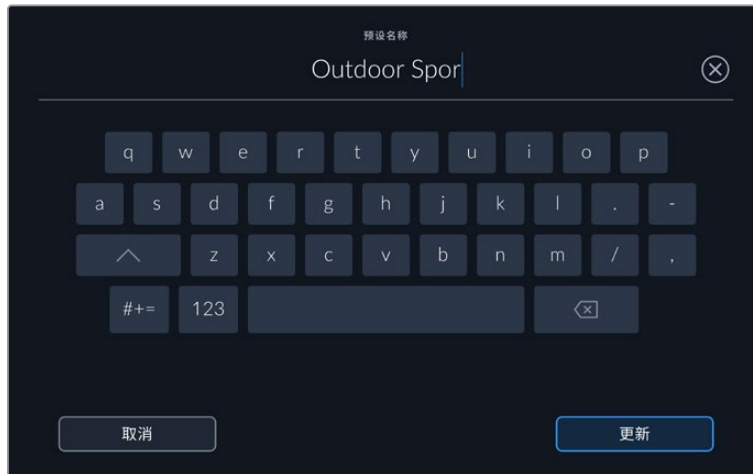 预设名称
Outdoor Spor
q w e r t y u i o p
a s d f g h j k l . -
z x c v b n m / ,
#+= 123
取消 更新